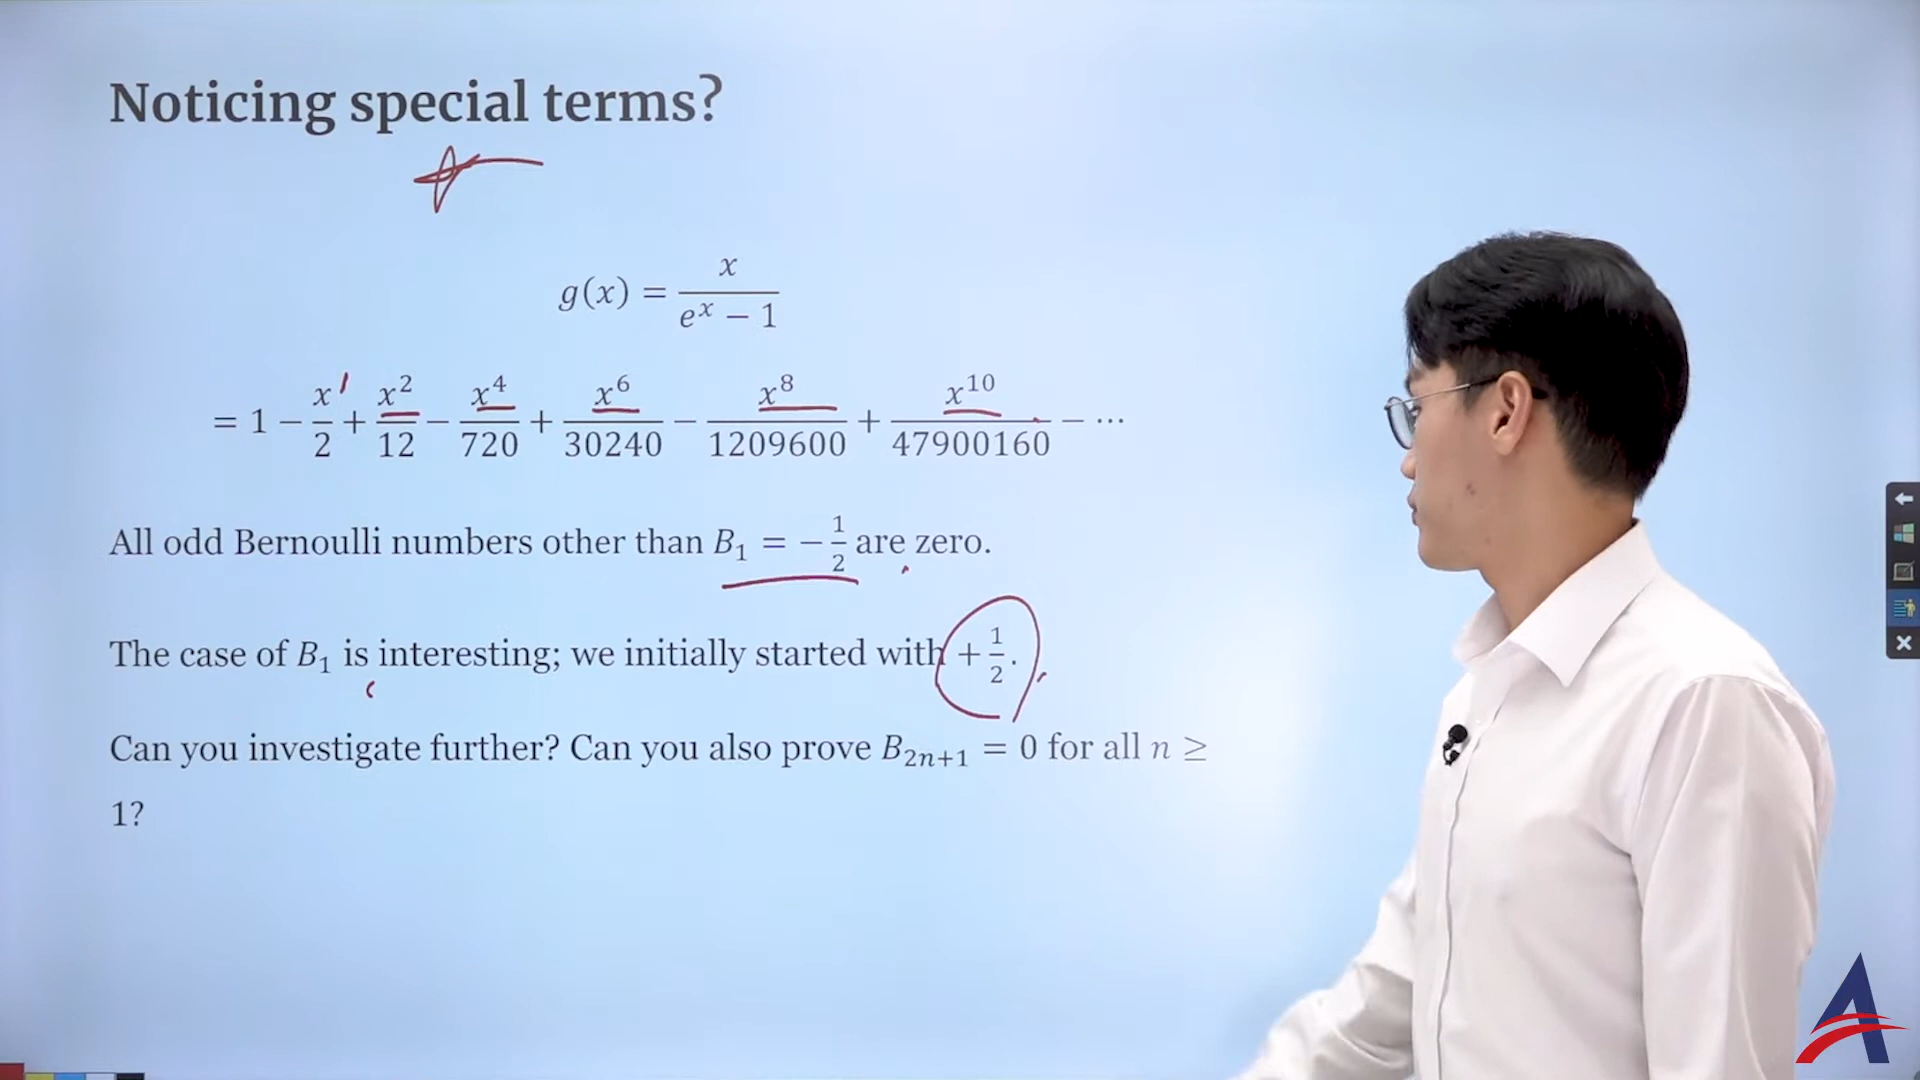 Noticing special terms?
g(x) = x / (e^x − 1)
= 1 − x/2 + x^2/12 − x^4/720 + x^6/30240 − x^8/1209600 + x^10/47900160 − ⋯
All odd Bernoulli numbers other than B_1 = −1/2 are zero.
The case of B_1 is interesting; we initially started with +1/2.
Can you investigate further? Can you also prove B_{2n+1} = 0 for all n ≥
1?